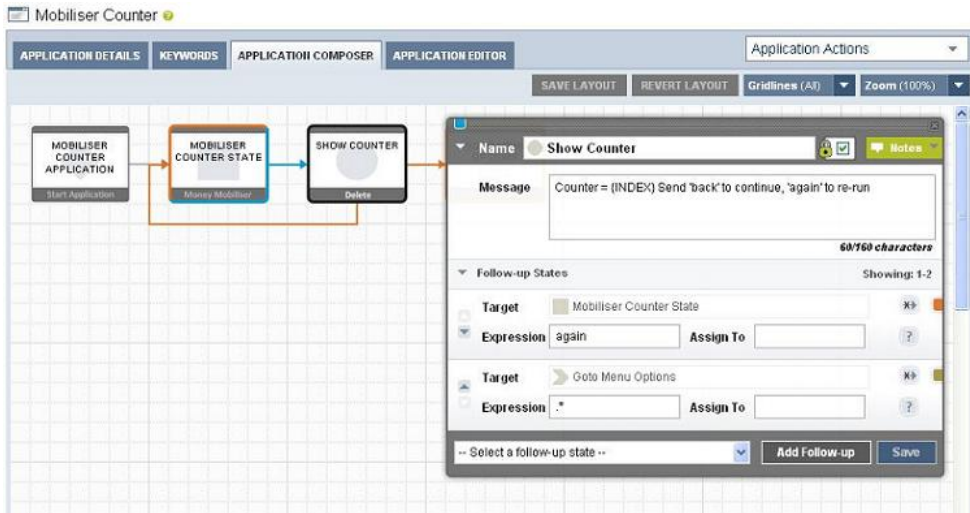 Mobiliser Counter
APPLICATION DETAILS KEYWORDS APPLICATION COMPOSER APPLICATION EDITOR
Application Actions
SAVE LAYOUT REVERT LAYOUT Gridlines (All) Zoom (100%)
MOBILISER COUNTER APPLICATION
Start Application
MOBILISER COUNTER STATE
Money Mobiliser
SHOW COUNTER
Delete
Name Show Counter Notes
Message Counter = {INDEX} Send 'back' to continue, 'again' to re-run
60/160 characters
Follow-up States Showing: 1-2
Target Mobiliser Counter State
Expression again Assign To ?
Target Goto Menu Options
Expression .* Assign To ?
-- Select a follow-up state -- Add Follow-up Save